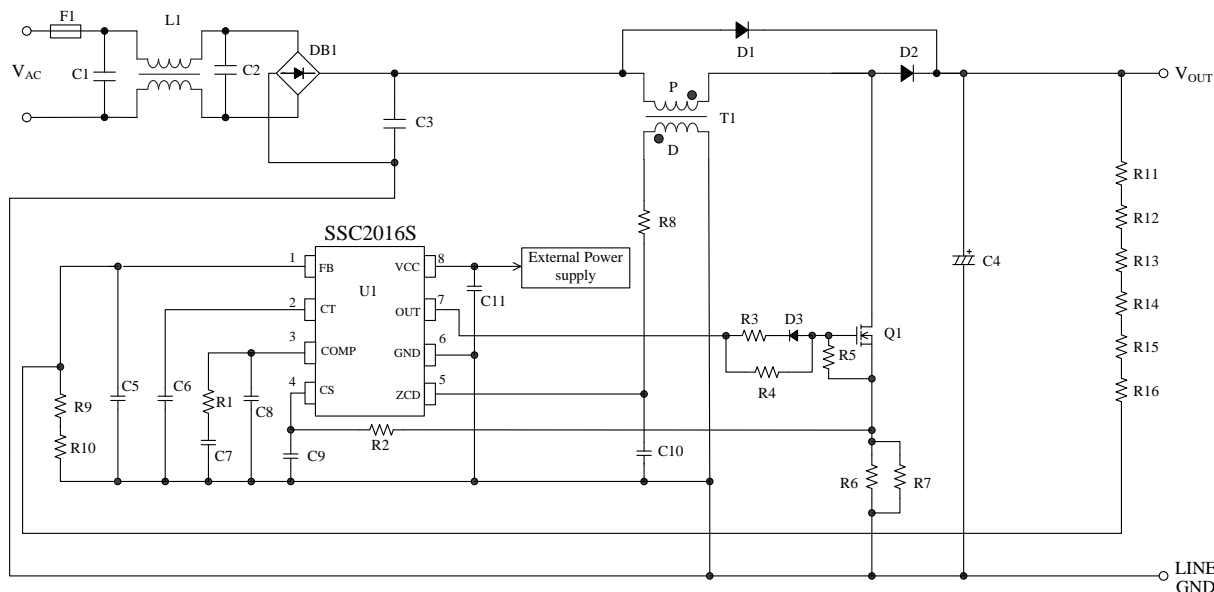 F1
L1
VAC
C1
C2
DB1
C3
D1
D2
VOUT
P
T1
D
R11
R12
R13
R14
R15
R16
R8
SSC2016S
U1
1
FB
2
CT
3
COMP
4
CS
8
VCC
7
OUT
6
GND
5
ZCD
External Power
supply
C11
R3
D3
R4
R5
Q1
C4
R9
R10
C5
C6
R1
C7
C8
C9
R2
C10
R6
R7
LINE
GND